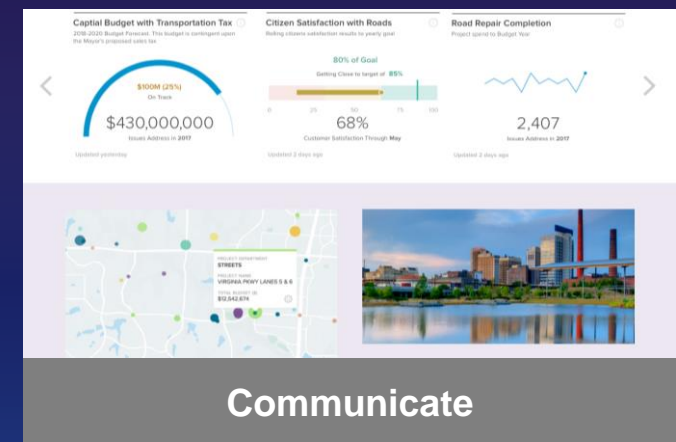 Captial Budget with Transportation Tax
2018-2020 Budget Forecast. This budget is contingent upon
the Mayor's proposed sales tax
$100M (25%)
On Track
$430,000,000
Issues Address in 2017
Updated yesterday
Citizen Satisfaction with Roads
Rolling citizens satisfaction results to yearly goal
80% of Goal
Getting Close to target of 85%
0 25 50 75 100
68%
Customer Satisfaction Through May
Updated 2 days ago
Road Repair Completion
Project spend to Budget Year
2,407
Issues Address in 2017
Updated 2 days ago
PROJECT DEPARTMENT
STREETS
PROJECT NAME
VIRGINIA PKWY LANES 5 & 6
TOTAL BUDGET
$12,542,674
Communicate